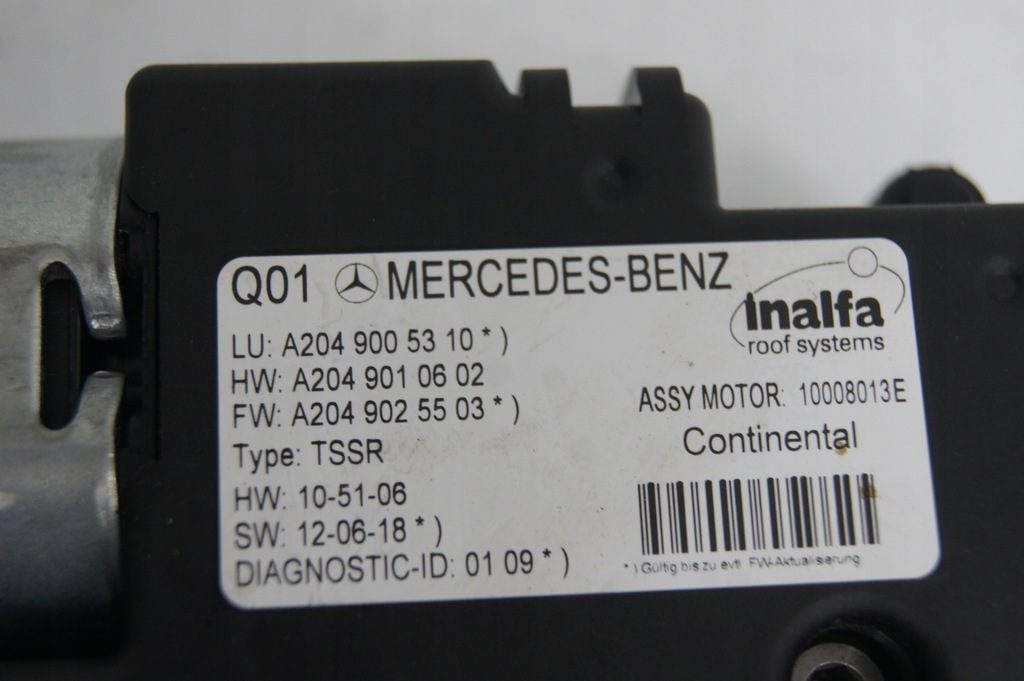 Q01 MERCEDES-BENZ
inalfa
roof systems
LU: A204 900 53 10 *)
HW: A204 901 06 02
FW: A204 902 55 03 *)
Type: TSSR
HW: 10-51-06
SW: 12-06-18 *)
DIAGNOSTIC-ID: 01 09 *)
ASSY MOTOR: 10008013E
Continental
*) Gültig bis zu evtl. FW-Aktualisierung